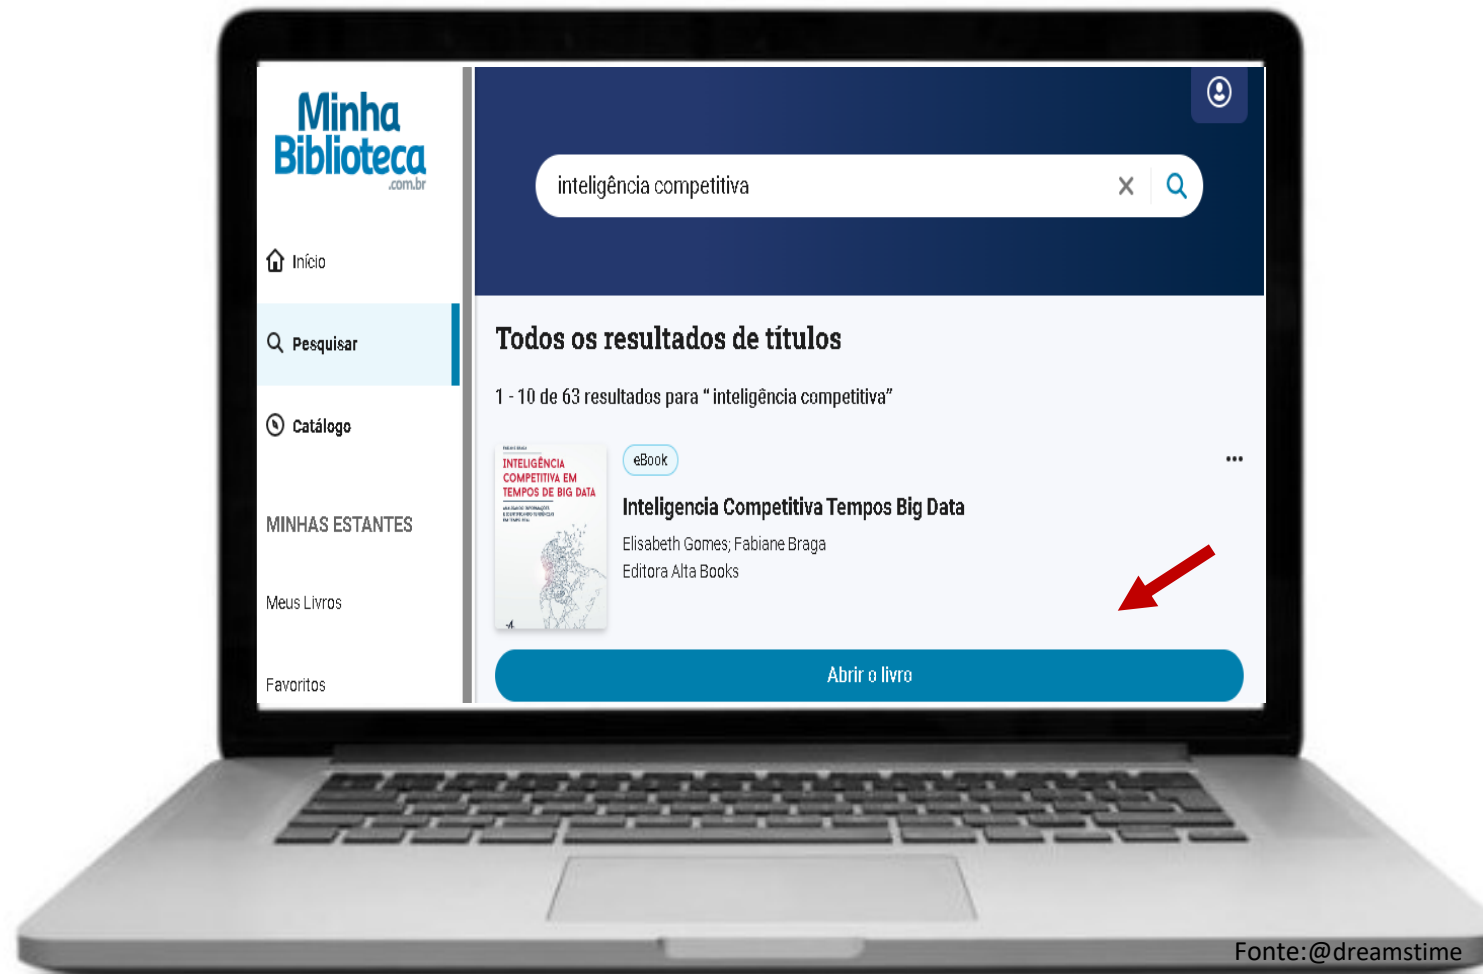 Minha
Biblioteca
.com.br
Início
Pesquisar
Catálogo
MINHAS ESTANTES
Meus Livros
Favoritos
inteligência competitiva
Todos os resultados de títulos
1 - 10 de 63 resultados para “ inteligência competitiva”
INTELIGÊNCIA
COMPETITIVA EM
TEMPOS DE BIG DATA
eBook
Inteligencia Competitiva Tempos Big Data
Elisabeth Gomes; Fabiane Braga
Editora Alta Books
Abrir o livro
Fonte:@dreamstime